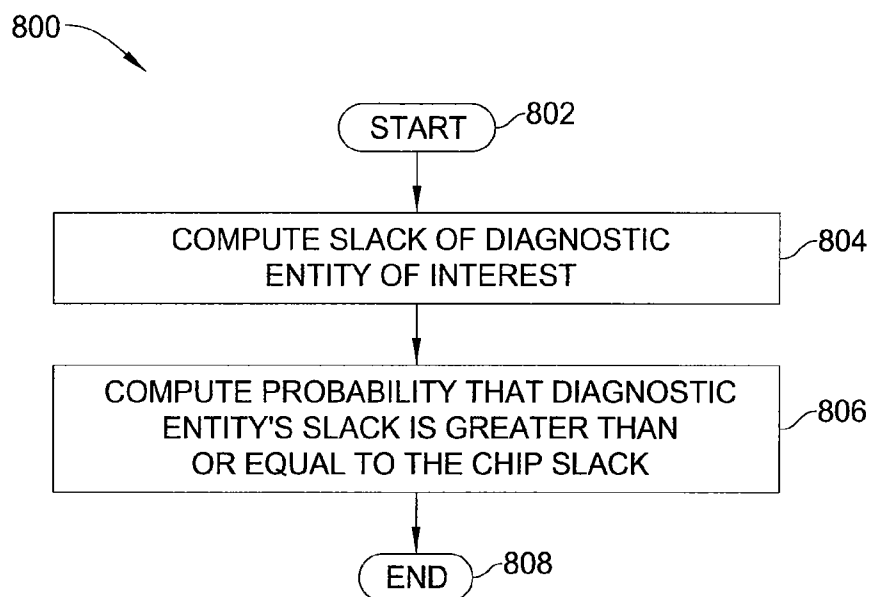 800
START
802
COMPUTE SLACK OF DIAGNOSTIC
ENTITY OF INTEREST
804
COMPUTE PROBABILITY THAT DIAGNOSTIC
ENTITY'S SLACK IS GREATER THAN
OR EQUAL TO THE CHIP SLACK
806
END
808